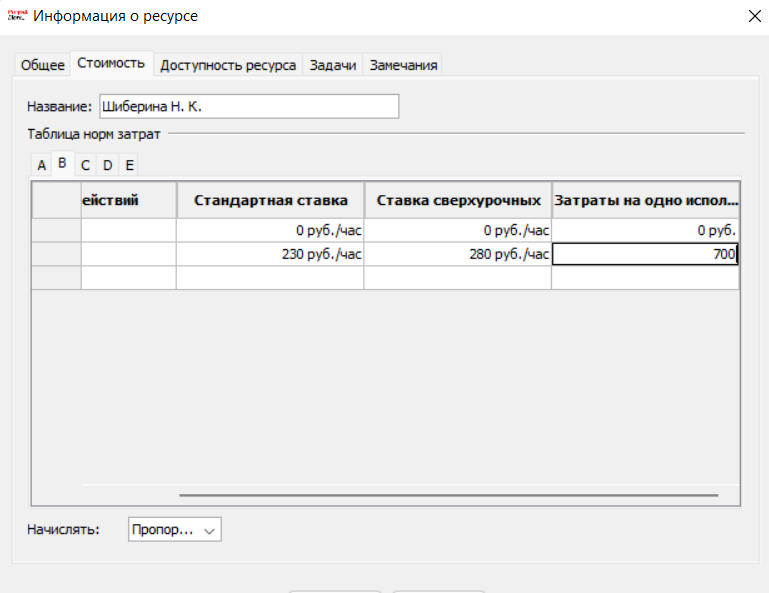 Информация о ресурсе
Общее Стоимость Доступность ресурса Задачи Замечания
Название: Шиберина Н. К.
Таблица норм затрат
A B C D E
ействий Стандартная ставка Ставка сверхурочных Затраты на одно испол...
0 руб./час 0 руб./час 0 руб.
230 руб./час 280 руб./час 700
Начислять: Пропор...